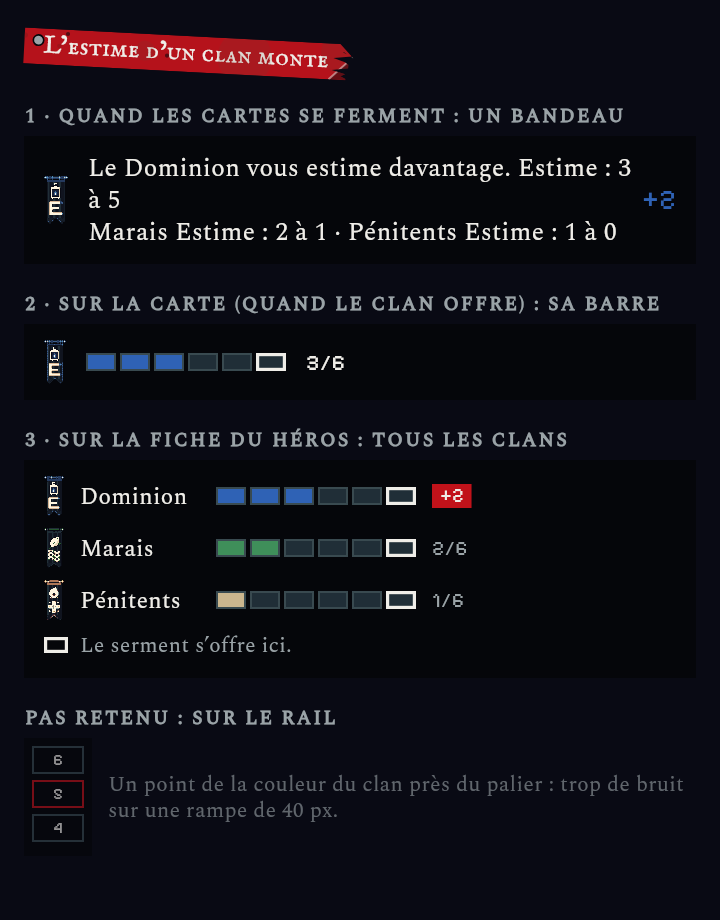 L'estime d'un clan monte
1 · QUAND LES CARTES SE FERMENT : UN BANDEAU
Le Dominion vous estime davantage. Estime : 3
à 5
+2
Marais Estime : 2 à 1 · Pénitents Estime : 1 à 0
2 · SUR LA CARTE (QUAND LE CLAN OFFRE) : SA BARRE
3/6
3 · SUR LA FICHE DU HÉROS : TOUS LES CLANS
Dominion +2
Marais 2/6
Pénitents 1/6
Le serment s'offre ici.
PAS RETENU : SUR LE RAIL
6
5
4
Un point de la couleur du clan près du palier : trop de bruit
sur une rampe de 40 px.